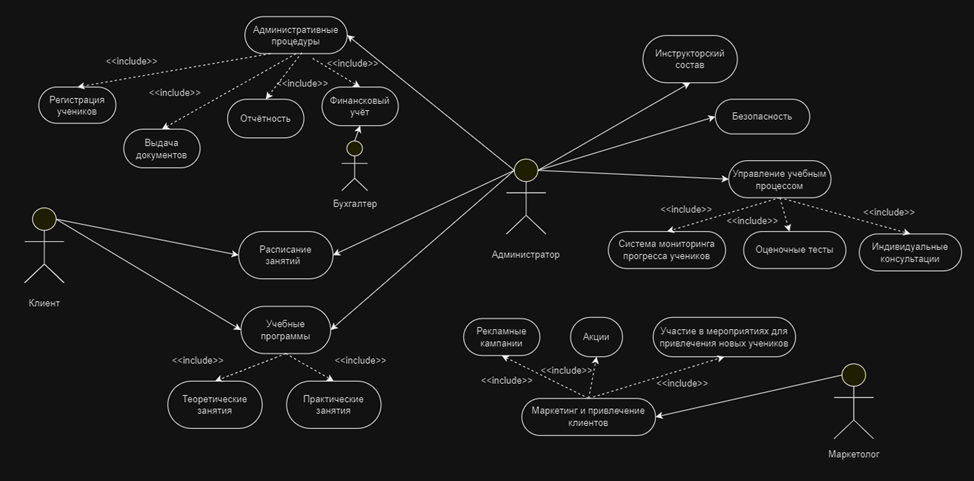 Административные
процедуры
<<include>>
<<include>>
<<include>>
<<include>>
Регистрация
учеников
Выдача
документов
Отчётность
Финансковый
учёт
Бухгалтер
Инструкторский
состав
Безопасность
Управление учебным
процессом
<<include>>
<<include>>
<<include>>
Система мониторинга
прогресса учеников
Оценочные тесты
Индивидуальные
консультации
Администратор
Клиент
Расписание
занятий
Учебные
программы
<<include>>
<<include>>
Теоретические
занятия
Практические
занятия
Рекламные
кампании
Акции
Участие в мероприятиях для
привлечения новых учеников
<<include>>
<<include>>
<<include>>
Маркетинг и привлечение
клиентов
Маркетолог